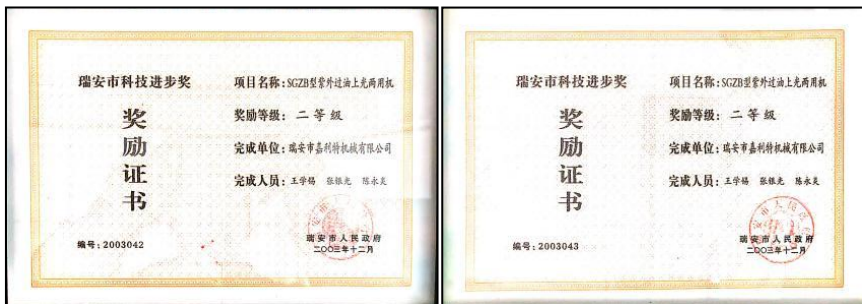 瑞安市科技进步奖
奖励证书
编号:2003042
项目名称:SGZB型紫外过油上光两用机
奖励等级:二等级
完成单位:瑞安市嘉利特机械有限公司
完成人员:王学锡 张银光 陈永炎
瑞安市人民政府
二〇〇三年十二月
瑞安市科技进步奖
奖励证书
编号:2003043
项目名称:SGZB型紫外过油上光两用机
奖励等级:二等级
完成单位:瑞安市嘉利特机械有限公司
完成人员:王学锡 张银光 陈永炎
瑞安市人民政府
二〇〇三年十二月